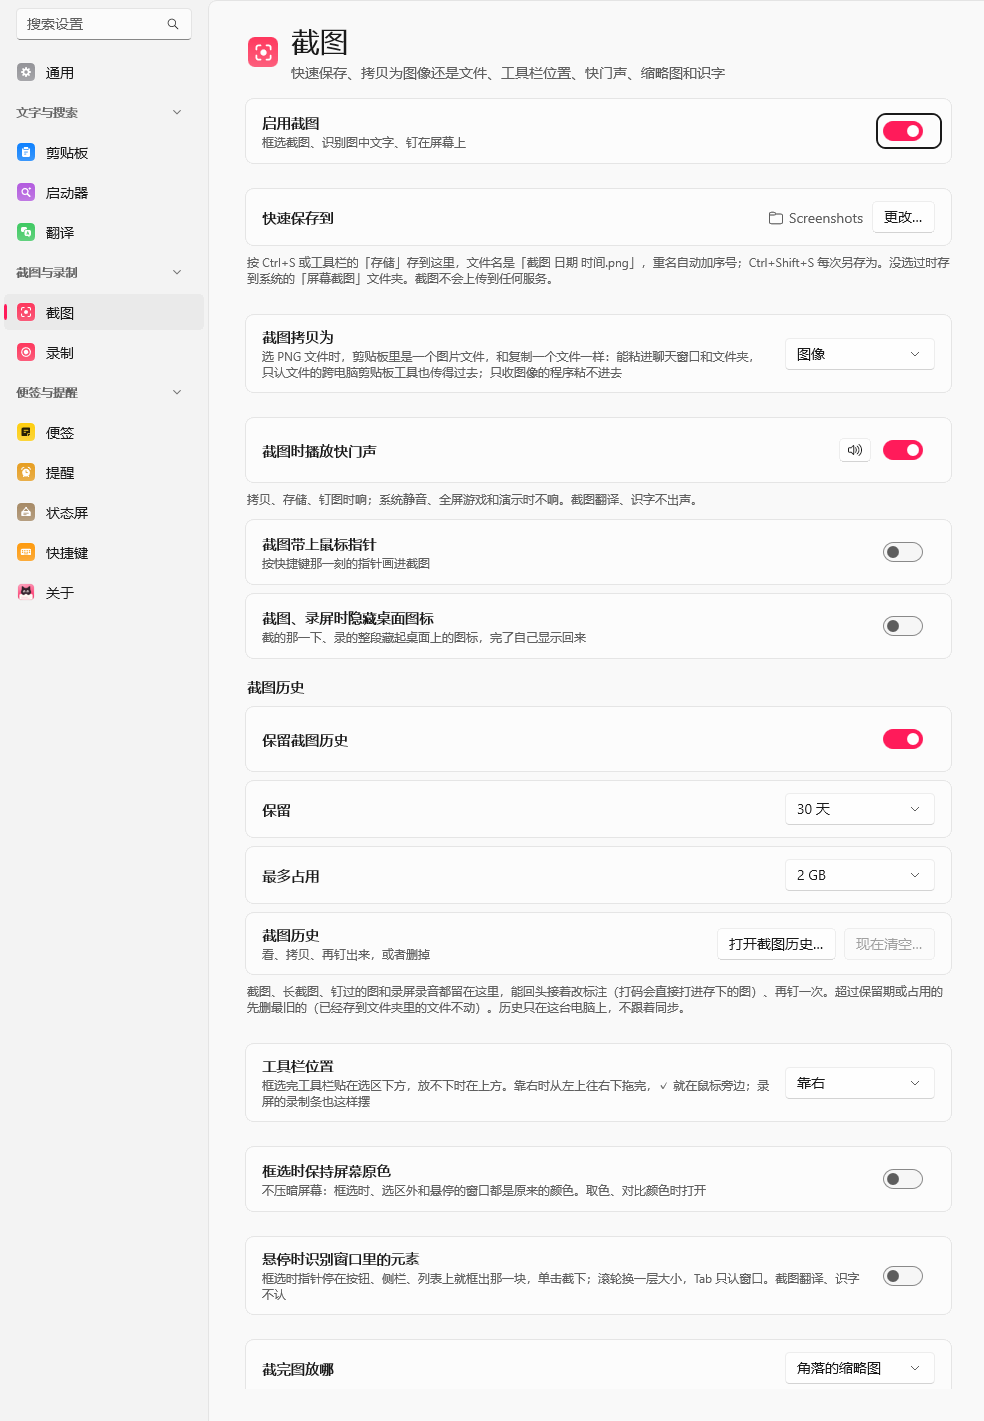 搜索设置
通用
文字与搜索
剪贴板
启动器
翻译
截图与录制
截图
录制
便签与提醒
便签
提醒
状态屏
快捷键
关于
截图
快速保存、拷贝为图像还是文件、工具栏位置、快门声、缩略图和识字
启用截图
框选截图、识别图中文字、钉在屏幕上
快速保存到
Screenshots
更改...
按 Ctrl+S 或工具栏的「存储」存到这里，文件名是「截图 日期 时间.png」，重名自动加序号；Ctrl+Shift+S 每次另存为。没选过时存
到系统的「屏幕截图」文件夹。截图不会上传到任何服务。
截图拷贝为
选 PNG 文件时，剪贴板里是一个图片文件，和复制一个文件一样：能粘进聊天窗口和文件夹，
只认文件的跨电脑剪贴板工具也传得过去；只收图像的程序粘不进去
图像
截图时播放快门声
拷贝、存储、钉图时响；系统静音、全屏游戏和演示时不响。截图翻译、识字不出声。
截图带上鼠标指针
按快捷键那一刻的指针画进截图
截图、录屏时隐藏桌面图标
截的那一下、录的整段藏起桌面上的图标，完了自己显示回来
截图历史
保留截图历史
保留
30 天
最多占用
2 GB
截图历史
看、拷贝、再钉出来，或者删掉
打开截图历史...
现在清空...
截图、长截图、钉过的图和录屏录音都留在这里，能回头接着改标注（打码会直接打进存下的图）、再钉一次。超过保留期或占用的
先删最旧的（已经存到文件夹里的文件不动）。历史只在这台电脑上，不跟着同步。
工具栏位置
框选完工具栏贴在选区下方，放不下时在上方。靠右时从左上往右下拖完，✓ 就在鼠标旁边；录
屏的录制条也这样摆
靠右
框选时保持屏幕原色
不压暗屏幕：框选时、选区外和悬停的窗口都是原来的颜色。取色、对比颜色时打开
悬停时识别窗口里的元素
框选时指针停在按钮、侧栏、列表上就框出那一块，单击截下；滚轮换一层大小，Tab 只认窗口。截图翻译、识字
不认
截完图放哪
角落的缩略图